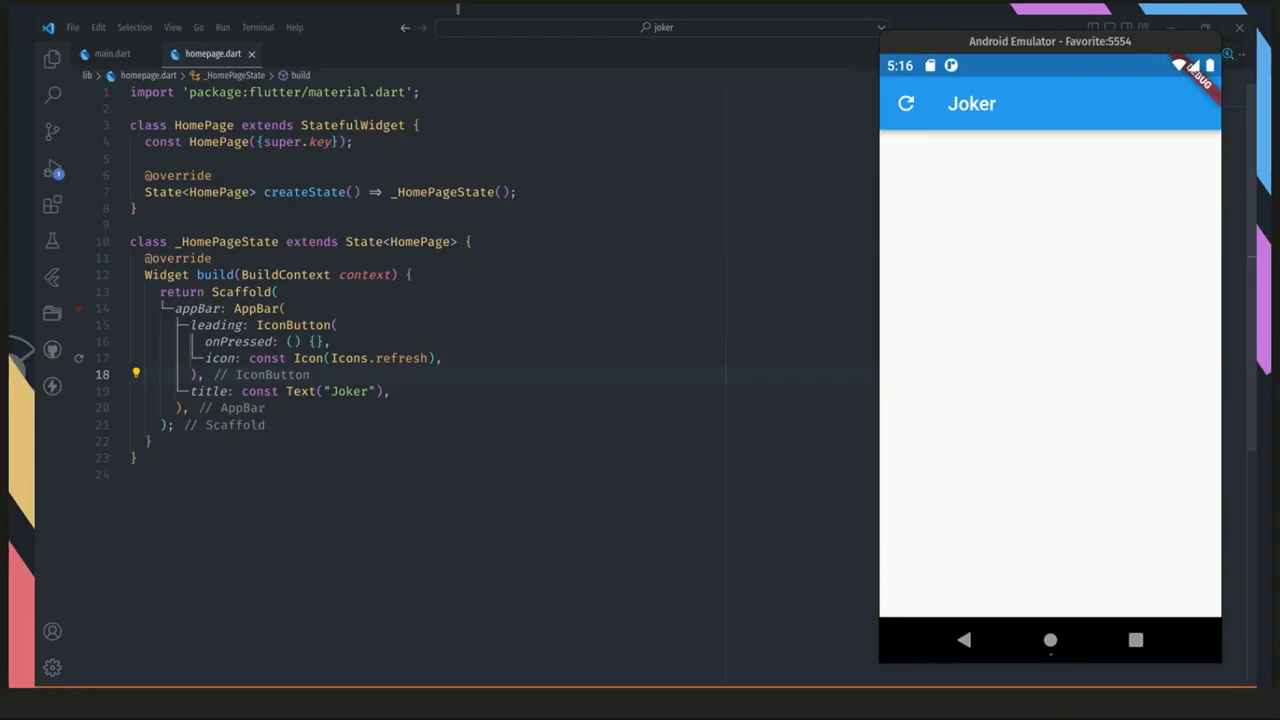 File Edit Selection View Go Run Terminal Help
joker
main.dart
homepage.dart
lib > homepage.dart > _HomePageState > build
1 import 'package:flutter/material.dart';
2
3 class HomePage extends StatefulWidget {
4 const HomePage({super.key});
5
6 @override
7 State<HomePage> createState() => _HomePageState();
8 }
9
10 class _HomePageState extends State<HomePage> {
11 @override
12 Widget build(BuildContext context) {
13 return Scaffold(
14 appBar: AppBar(
15 leading: IconButton(
16 onPressed: () {},
17 icon: const Icon(Icons.refresh),
18 ), // IconButton
19 title: const Text("Joker"),
20 ), // AppBar
21 ); // Scaffold
22 }
23 }
24
1
Android Emulator - Favorite:5554
5:16
DEBUG
Joker